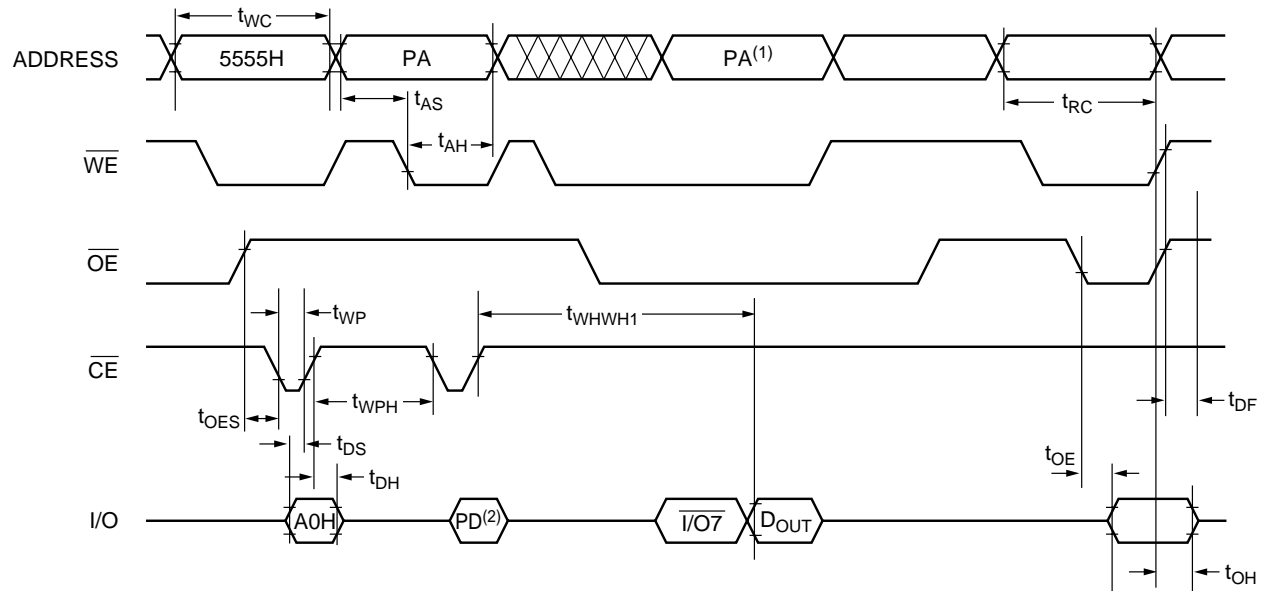 tWC
ADDRESS 5555H PA PA(1)
tAS tRC
tAH
WE
OE
tWP tWHWH1
CE
tOES tWPH tDF
tDS tOE
tDH
I/O A0H PD(2) I/O7 DOUT
tOH